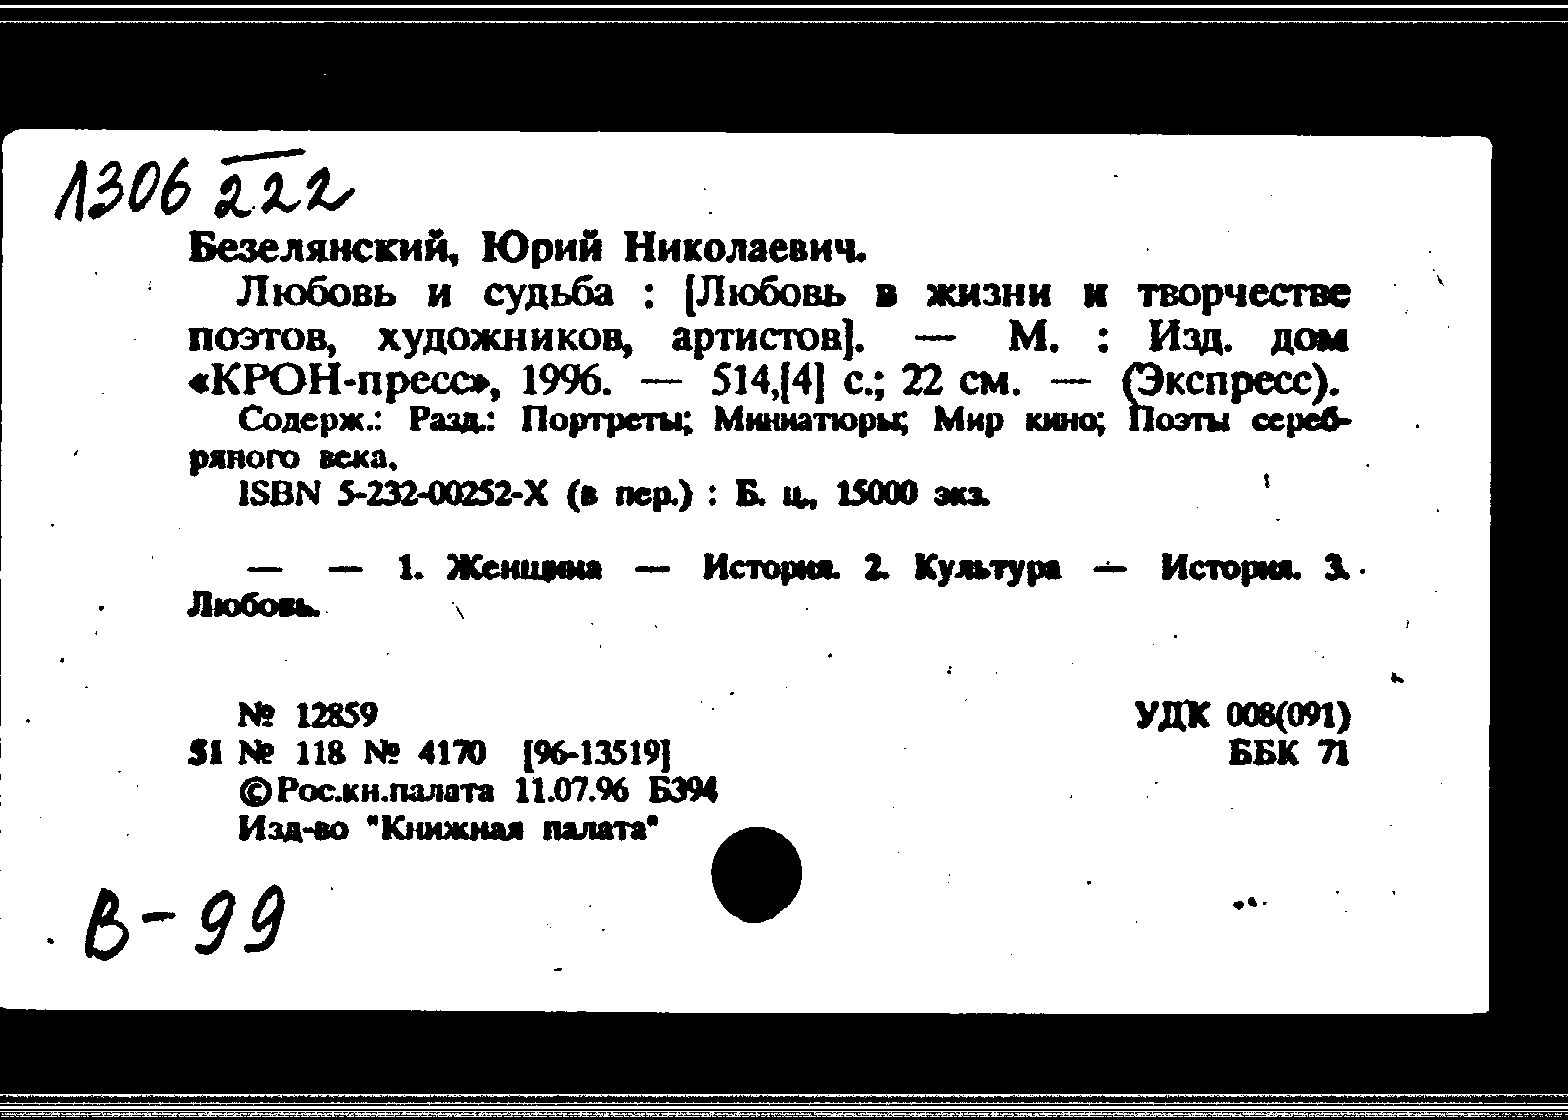 1306 222
Безелянский, Юрий Николаевич.
Любовь и судьба : [Любовь в жизни и творчестве
поэтов, художников, артистов]. — М. : Изд. дом
«КРОН-пресс», 1996. — 514,[4] с.; 22 см. — (Экспресс).
Содерж.: Разд.: Портреты; Миниатюры; Мир кино; Поэты сереб-
ряного века.
ISBN 5-232-00252-X (в пер.) : Б. ц., 15000 экз.
— — 1. Женщина — История. 2. Культура — История. 3.
Любовь.
№ 12859 УДК 008(091)
S1 № 118 № 4170 [96-13519] ББК 71
©Рос.кн.палата 11.07.96 Б394
Изд-во "Книжная палата"
В-99